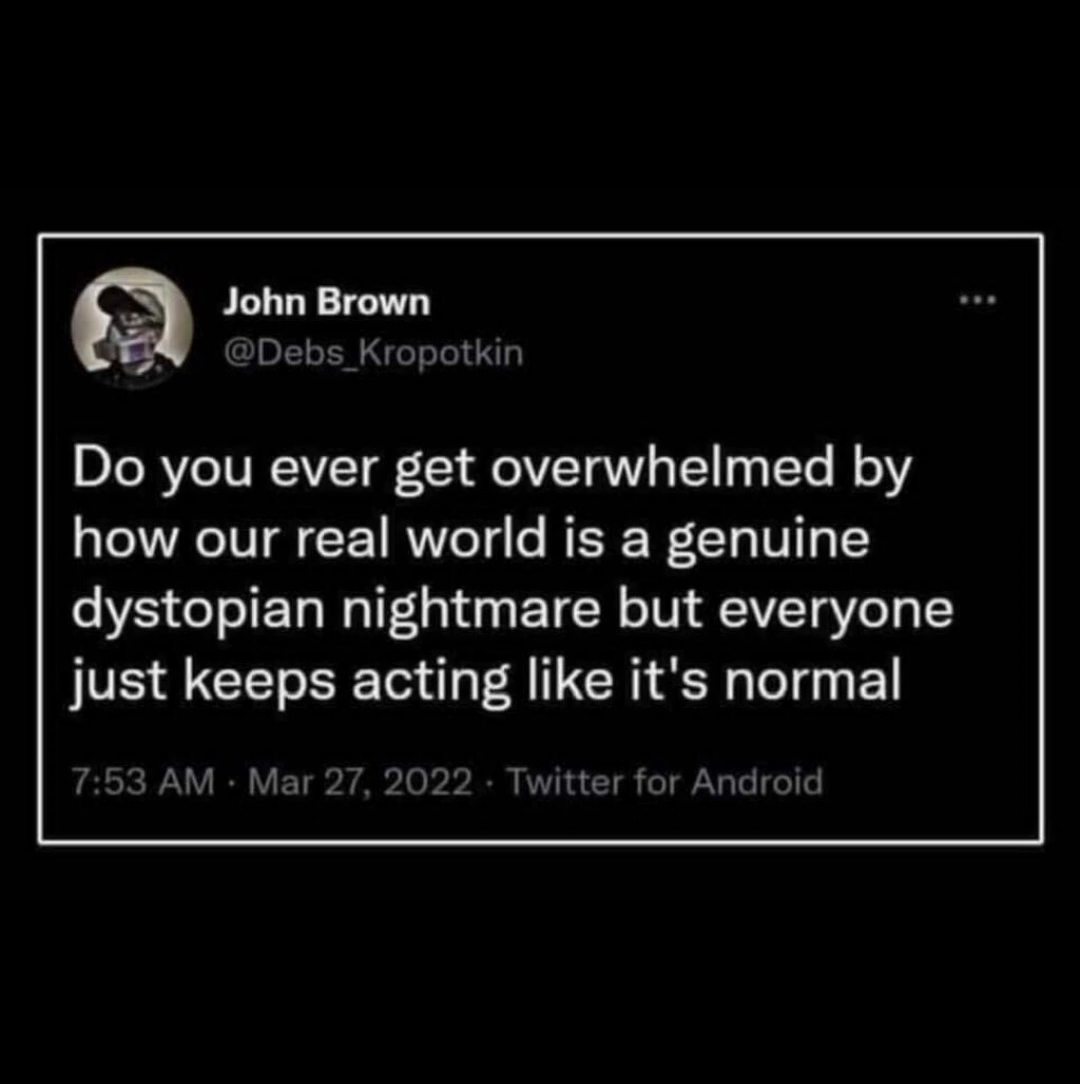 John Brown
@Debs_Kropotkin
Do you ever get overwhelmed by
how our real world is a genuine
dystopian nightmare but everyone
just keeps acting like it's normal
7:53 AM · Mar 27, 2022 · Twitter for Android